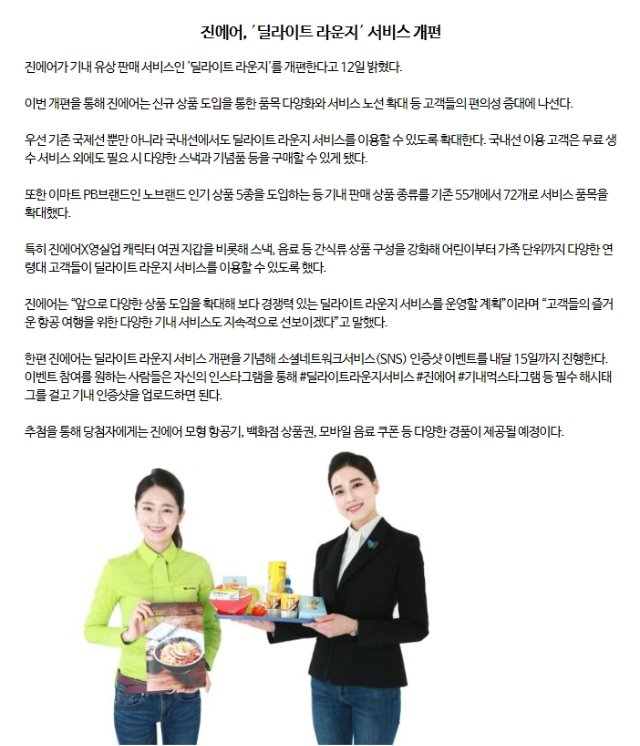 진에어, '딜라이트 라운지' 서비스 개편
진에어가 기내 유상 판매 서비스인 '딜라이트 라운지'를 개편한다고 12일 밝혔다.
이번 개편을 통해 진에어는 신규 상품 도입을 통한 품목 다양화와 서비스 노선 확대 등 고객들의 편의성 증대에 나선다.
우선 기존 국제선 뿐만 아니라 국내선에서도 딜라이트 라운지 서비스를 이용할 수 있도록 확대한다. 국내선 이용 고객은 무료 생
수 서비스 외에도 필요 시 다양한 스낵과 기념품 등을 구매할 수 있게 됐다.
또한 이마트 PB브랜드인 노브랜드 인기 상품 5종을 도입하는 등 기내 판매 상품 종류를 기존 55개에서 72개로 서비스 품목을
확대했다.
특히 진에어X영실업 캐릭터 여권 지갑을 비롯해 스낵, 음료 등 간식류 상품 구성을 강화해 어린이부터 가족 단위까지 다양한 연
령대 고객들이 딜라이트 라운지 서비스를 이용할 수 있도록 했다.
진에어는 “앞으로 다양한 상품 도입을 확대해 보다 경쟁력 있는 딜라이트 라운지 서비스를 운영할 계획”이라며 “고객들의 즐거
운 항공 여행을 위한 다양한 기내 서비스도 지속적으로 선보이겠다”고 말했다.
한편 진에어는 딜라이트 라운지 서비스 개편을 기념해 소셜네트워크서비스(SNS) 인증샷 이벤트를 내달 15일까지 진행한다.
이벤트 참여를 원하는 사람들은 자신의 인스타그램을 통해 #딜라이트라운지서비스 #진에어 #기내먹스타그램 등 필수 해시태
그를 걸고 기내 인증샷을 업로드하면 된다.
추첨을 통해 당첨자에게는 진에어 모형 항공기, 백화점 상품권, 모바일 음료 쿠폰 등 다양한 경품이 제공될 예정이다.